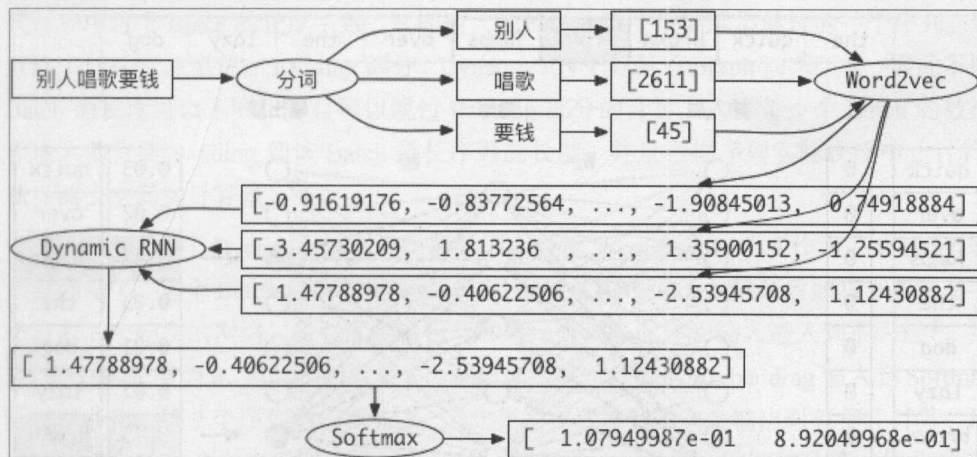 别人
[153]
别人唱歌要钱
分词
唱歌
[2611]
Word2vec
要钱
[45]
[-0.91619176, -0.83772564, ..., -1.90845013, 0.74918884]
Dynamic RNN
[-3.45730209, 1.813236 , ..., 1.35900152, 1.25594521]
[ 1.47788978, -0.40622506, ..., -2.53945708, 1.12430882]
[ 1.47788978, -0.40622506, ..., -2.53945708, 1.12430882]
Softmax
[ 1.07949987e-01 8.92049968e-01]